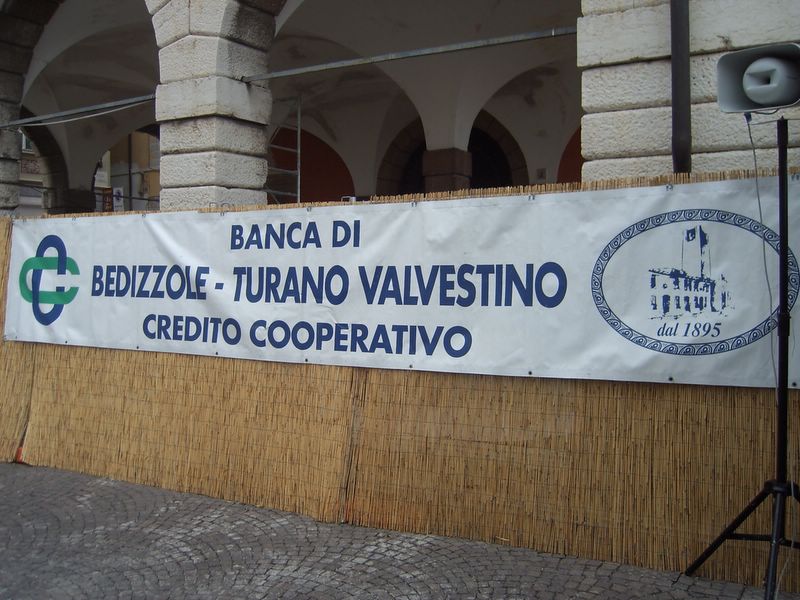 BANCA DI
BEDIZZOLE - TURANO VALVESTINO
CREDITO COOPERATIVO
dal 1895